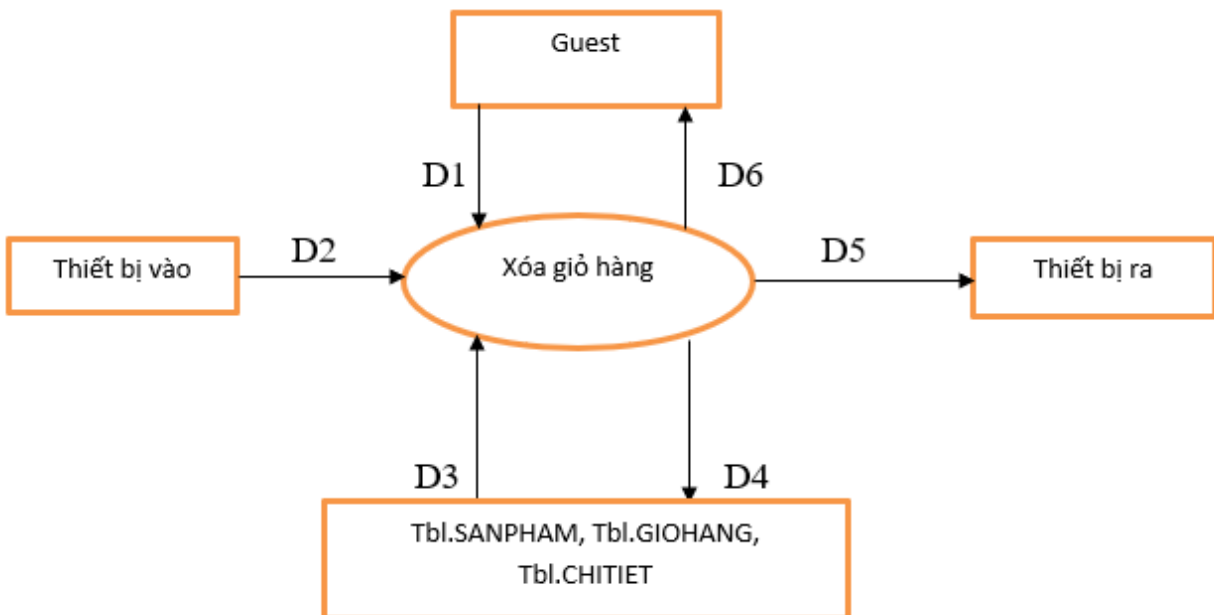 Guest
D1
D6
Thiết bị vào
D2
Xóa giỏ hàng
D5
Thiết bị ra
D3
D4
Tbl.SANPHAM, Tbl.GIOHANG,
Tbl.CHITIET